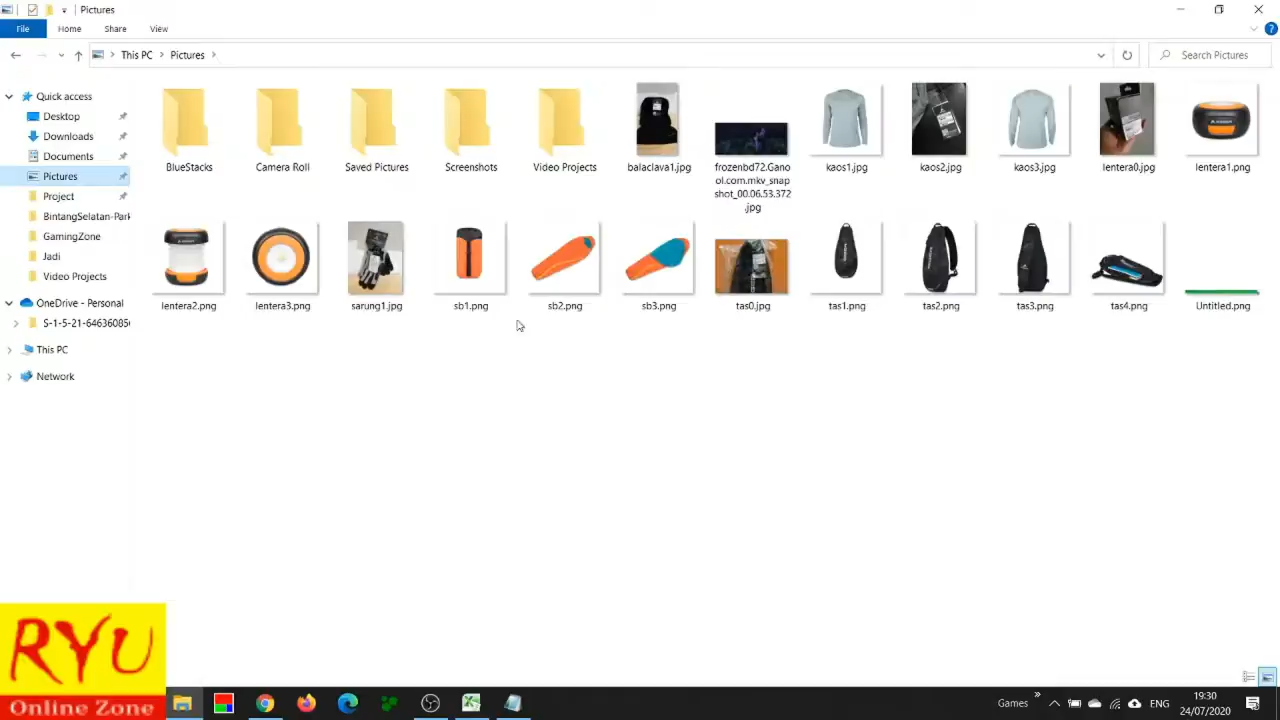 Pictures
File
Home
Share
View
This PC
Pictures
Search Pictures
Quick access
Desktop
Downloads
Documents
Pictures
Project
BintangSelatan-Park
GamingZone
Jadi
Video Projects
OneDrive - Personal
S-1-5-21-64636085
This PC
Network
BlueStacks
Camera Roll
Saved Pictures
Screenshots
Video Projects
balaclava1.jpg
frozenbd72.Gano
ol.com.mkv_snap
shot_00.06.53.372
.jpg
kaos1.jpg
kaos2.jpg
kaos3.jpg
lentera0.jpg
lentera1.png
lentera2.png
lentera3.png
sarung1.jpg
sb1.png
sb2.png
sb3.png
tas0.jpg
tas1.png
tas2.png
tas3.png
tas4.png
Untitled.png
RYU
Online Zone
Games
ENG
19:30
24/07/2020